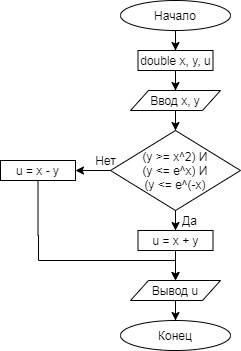 Начало
double x, y, u
Ввод x, y
(y >= x^2) И
(y <= e^x) И
(y <= e^(-x)
Нет
u = x - y
Да
u = x + y
Вывод u
Конец